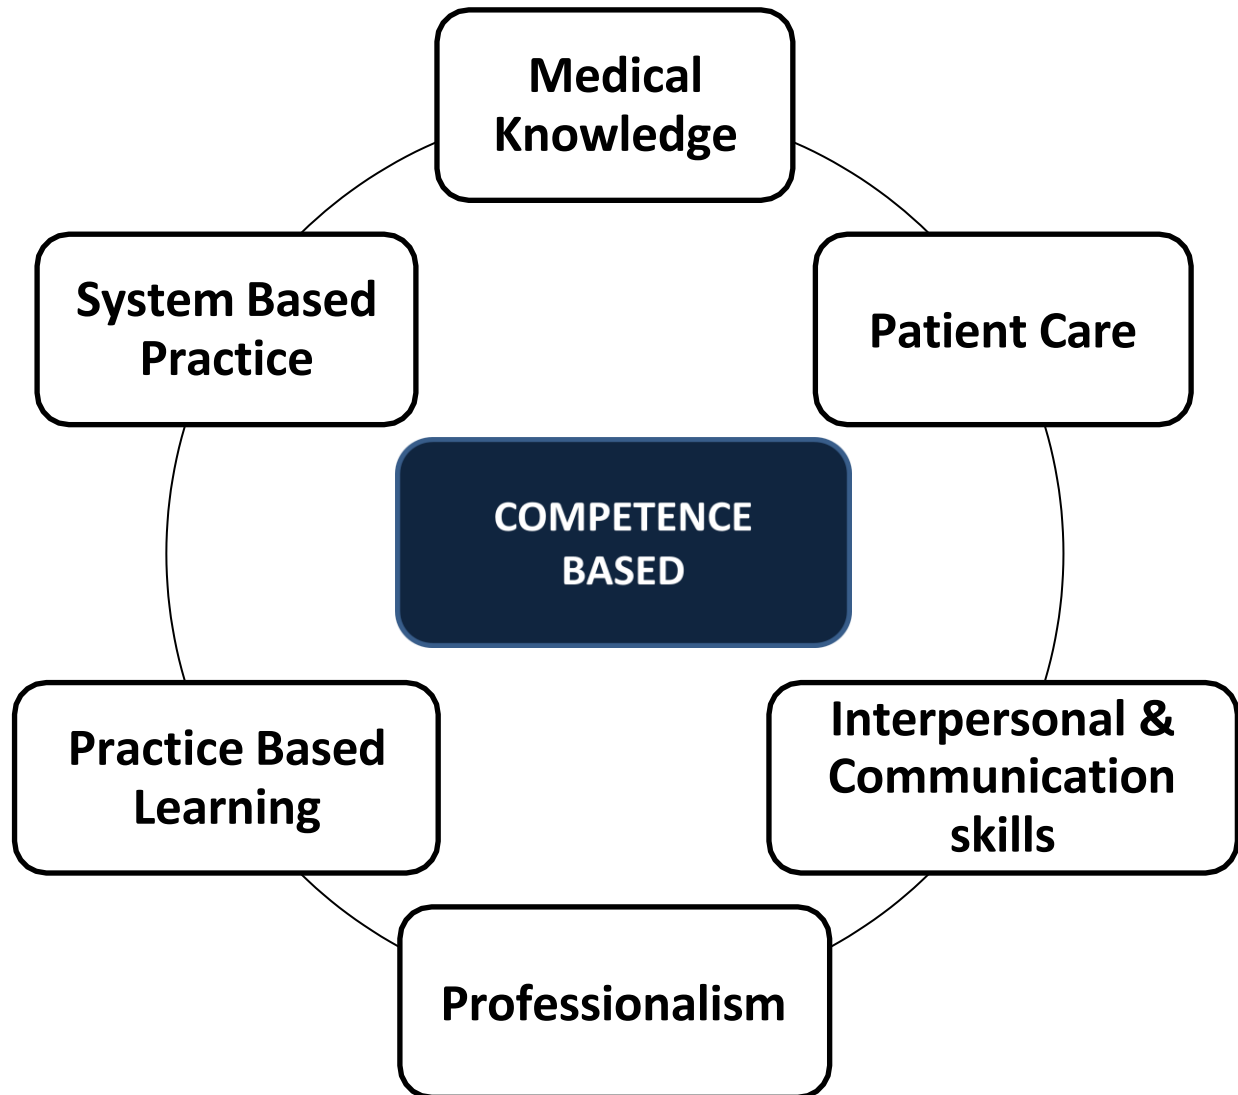 Medical
Knowledge
System Based
Practice
Patient Care
COMPETENCE
BASED
Practice Based
Learning
Interpersonal &
Communication
skills
Professionalism